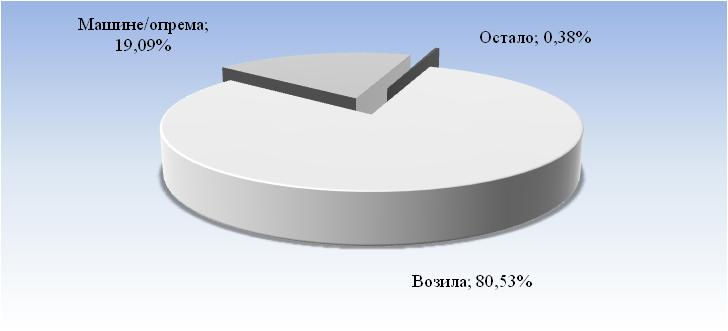 Машине/опрема;
19,09%
Остало; 0,38%
Возила; 80,53%